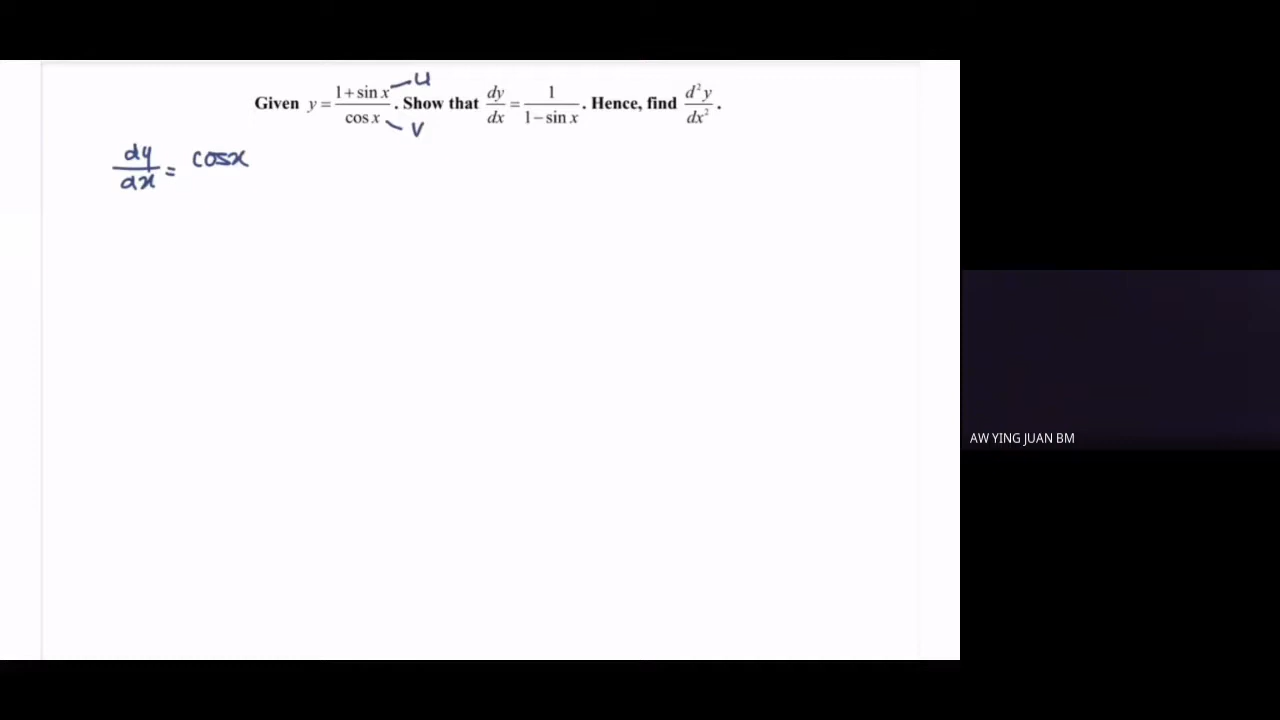 Given y = 1 + sin x / cos x . Show that dy/dx = 1 / 1 − sin x . Hence, find d²y/dx² .
u
v
dy/dx = cosx
AW YING JUAN BM